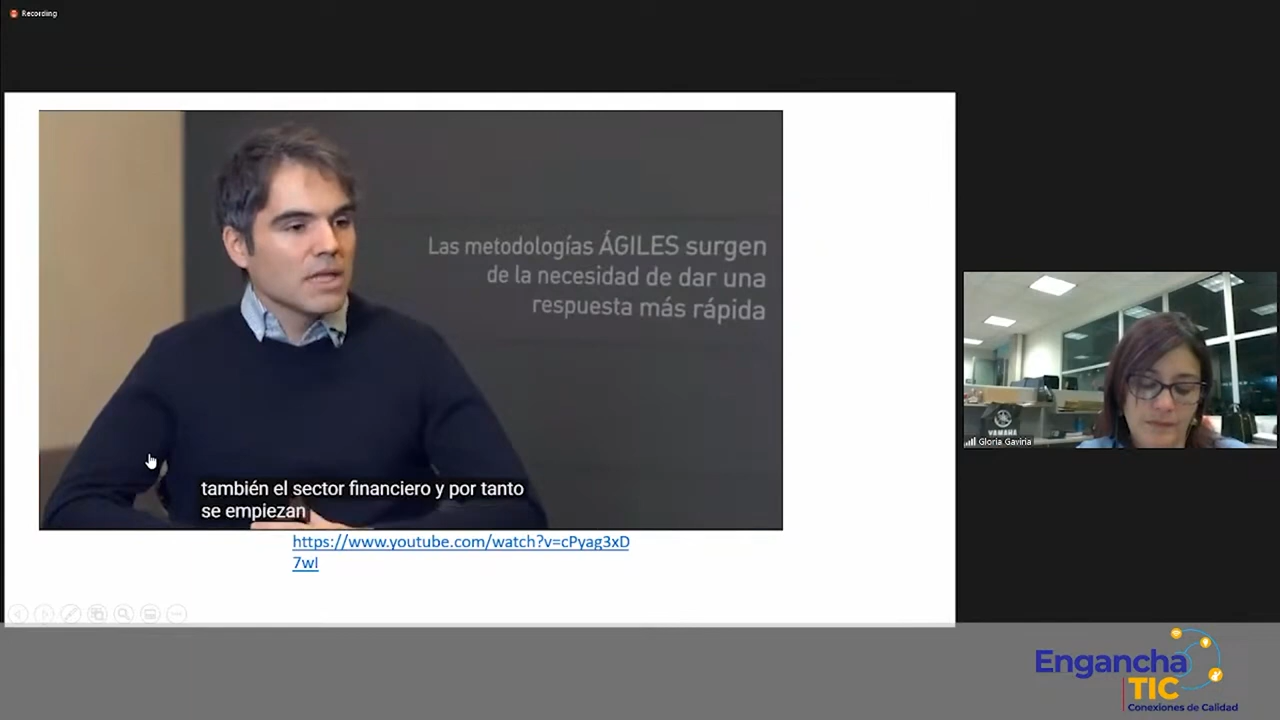 Recording
Las metodologías ÁGILES surgen
de la necesidad de dar una
respuesta más rápida
también el sector financiero y por tanto
se empiezan
https://www.youtube.com/watch?v=cPyag3xD
7wI
YAMAHA
Gloria Gaviria
Engancha
TIC
Conexiones de Calidad